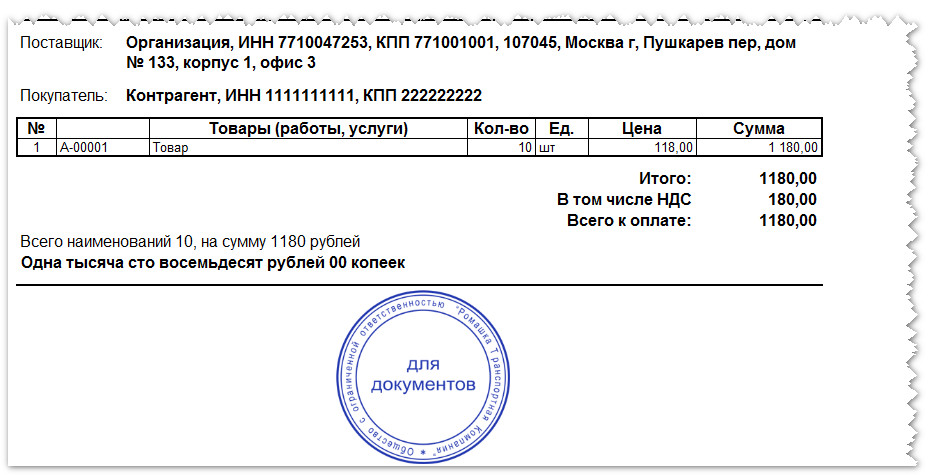 Поставщик: Организация, ИНН 7710047253, КПП 771001001, 107045, Москва г, Пушкарев пер, дом
№ 133, корпус 1, офис 3
Покупатель: Контрагент, ИНН 1111111111, КПП 222222222
№ Товары (работы, услуги) Кол-во Ед. Цена Сумма
1 А-00001 Товар 10 шт 118,00 1 180,00
Итого: 1180,00
В том числе НДС 180,00
Всего к оплате: 1180,00
Всего наименований 10, на сумму 1180 рублей
Одна тысяча сто восемьдесят рублей 00 копеек
Общество с ограниченной ответственностью "Ромашка Транспортная Компания" *
для
документов